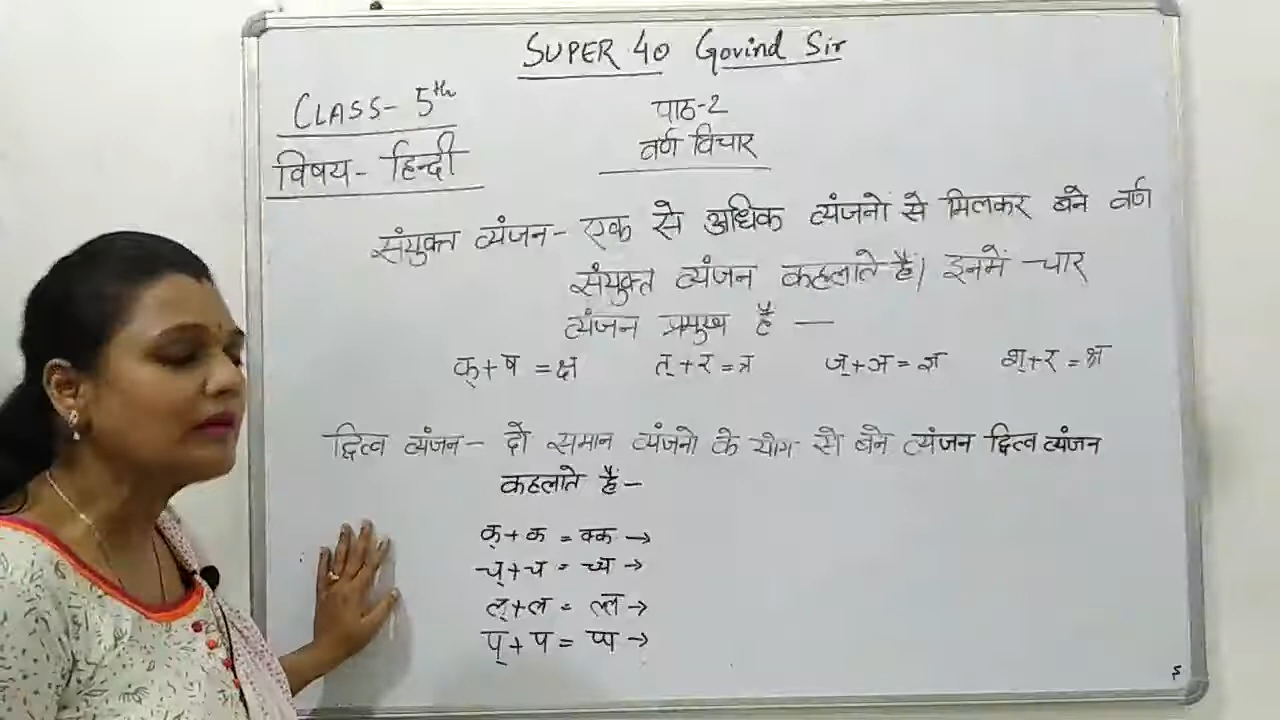 SUPER 40 Govind Sir
CLASS- 5th
पाठ-2
विषय- हिन्दी
वर्ण विचार
संयुक्त व्यंजन- एक से अधिक व्यंजनो से मिलकर बने वर्ण
संयुक्त व्यंजन कहलाते है| इनमें चार
व्यंजन प्रमुख है —
क्+ष = क्ष त्+र = त्र ज्+ञ = ज्ञ श्+र = श्र
द्वित्व व्यंजन- दो समान व्यंजनो के योग से बने व्यंजन द्वित्व व्यंजन
कहलाते हैं-
क्+क = क्क →
च्+च = च्च →
ल्+ल = ल्ल →
प्+प = प्प →